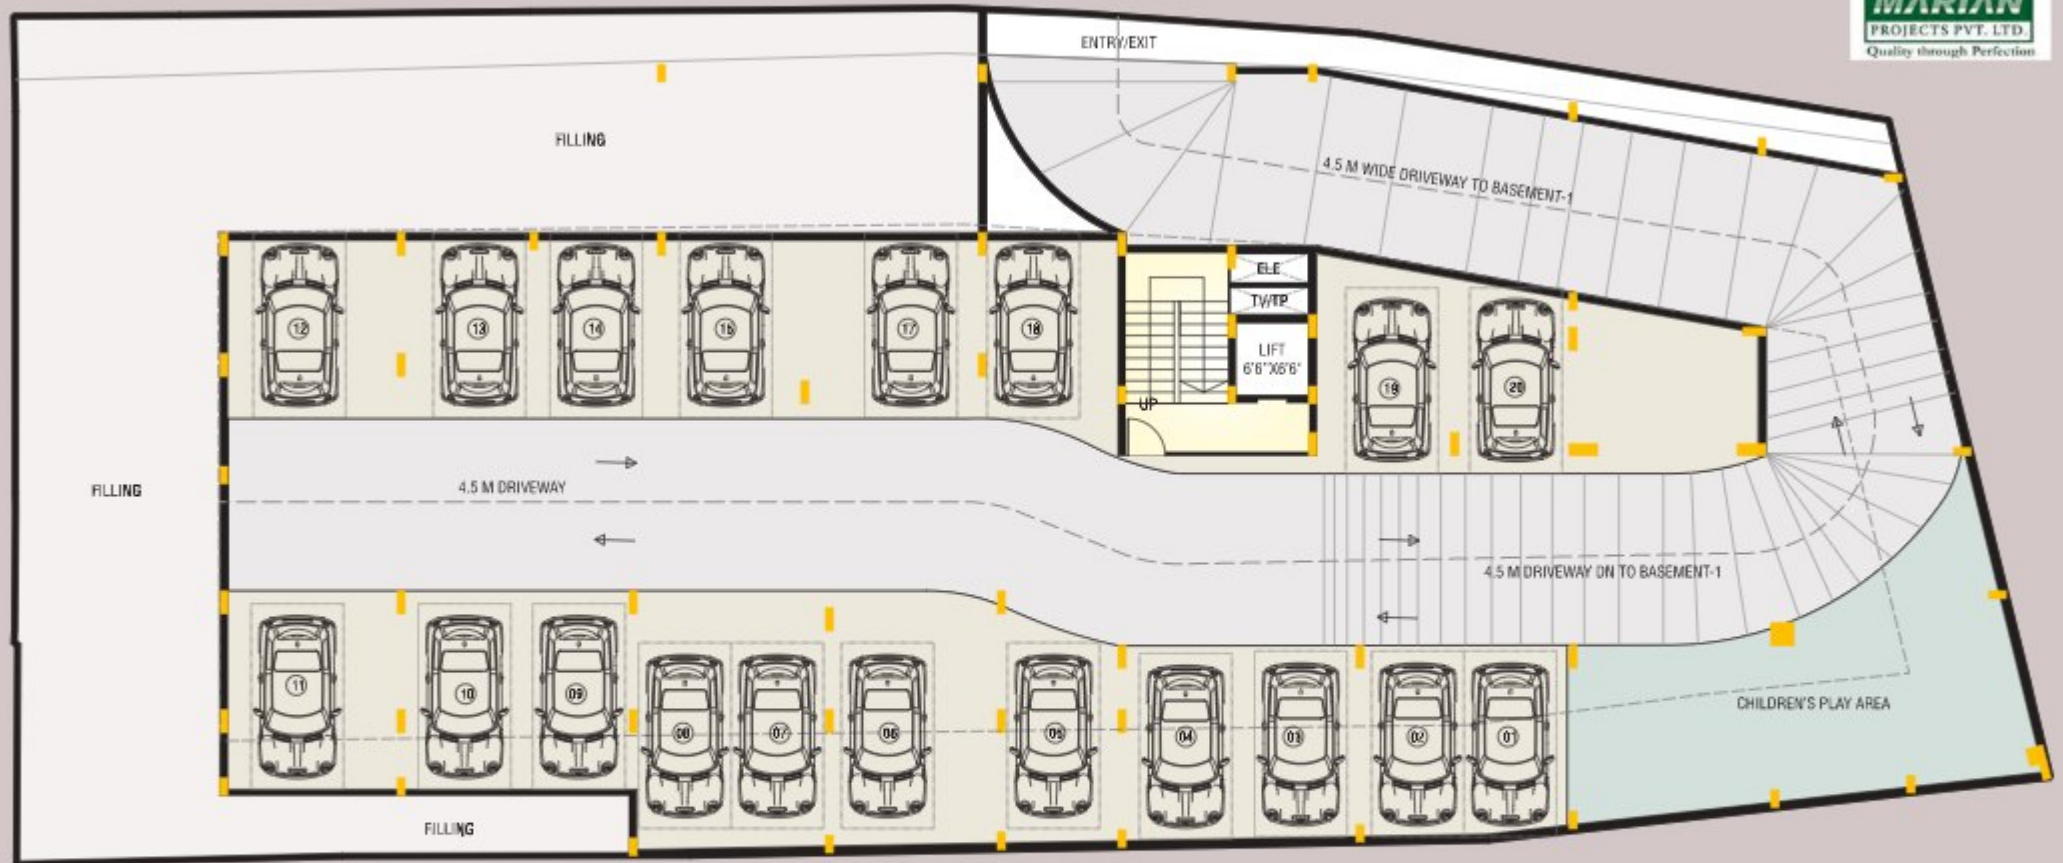 MARIAN
PROJECTS PVT. LTD.
Quality through Perfection
ENTRY/EXIT
FILLING
4.5 M WIDE DRIVEWAY TO BASEMENT-1
12
13
14
15
17
18
ELE
TV/TP
LIFT
6'6"X6'6"
19
20
UP
FILLING
4.5 M DRIVEWAY
4.5 M DRIVEWAY DN TO BASEMENT-1
11
10
09
08
07
06
05
04
03
02
01
CHILDREN'S PLAY AREA
FILLING